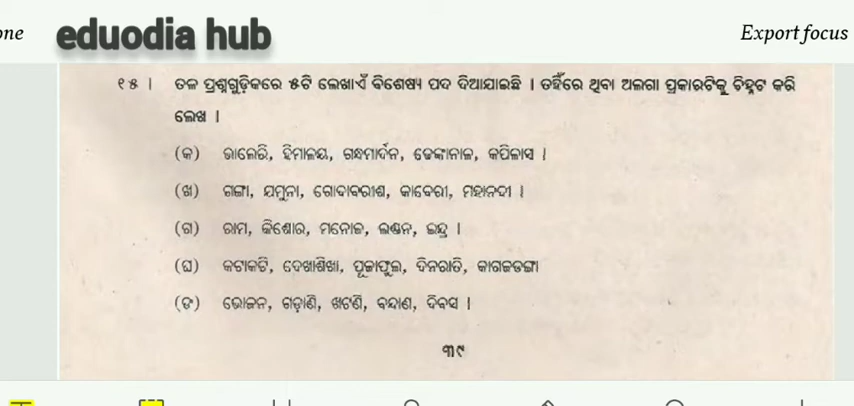 one
eduodia hub
Export focus
୧୫ । ତଳ ପ୍ରଶ୍ନଗୁଡ଼ିକରେ ୫ଟି ଲେଖାଏଁ ବିଶେଷ୍ୟ ପଦ ଦିଆଯାଇଛି । ତହିଁରେ ଥିବା ଅଲଗା ପ୍ରକାରଟିକୁ ଚିହ୍ନଟ କରି
ଲେଖ ।
(କ) ଭାଲେରି, ହିମାଳୟ, ଗନ୍ଧମାର୍ଦନ, ଢେଙ୍କାନାଳ, କପିଳାସ ।
(ଖ) ଗଙ୍ଗା, ଯମୁନା, ଗୋଦାବରୀଶ, କାବେରୀ, ମହାନଦୀ ।
(ଗ) ରାମ, କିଶୋର, ମନୋଜ, ଲଣ୍ଡନ, ଇନ୍ଦ୍ର ।
(ଘ) କଟାକଟି, ଦେଖାଶିଖା, ପୂଜାଫୁଲ, ଦିନରାତି, କାଗଜଡଙ୍ଗା
(ଙ) ଭୋଜନ, ଗଡ଼ାଣି, ଖଟଣି, ବନ୍ଧାଣ, ଦିବସ ।
୩୯